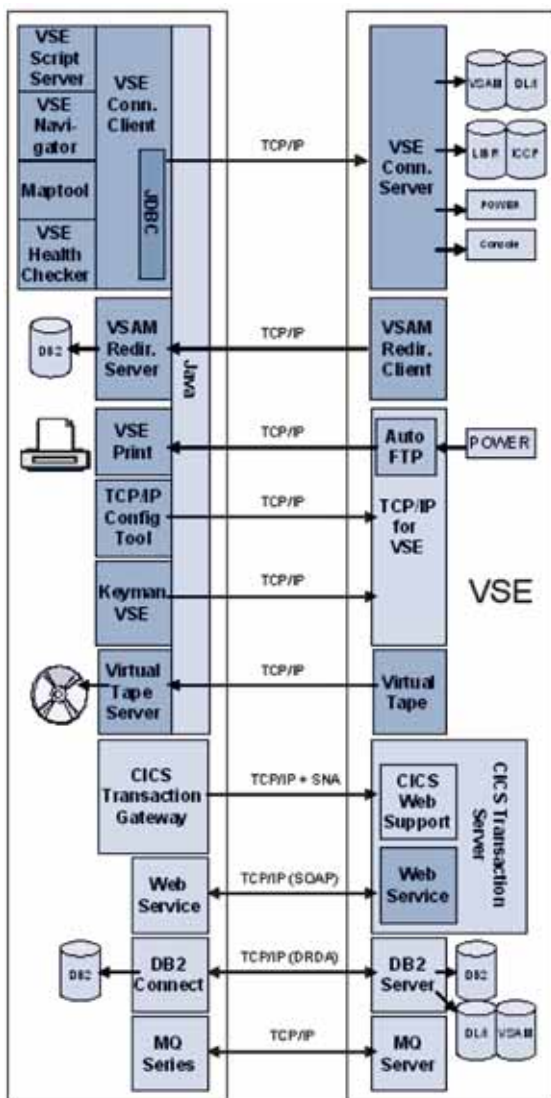 VSE
Script
Server
VSE
Navi-
gator
Maptool
VSE
Health
Checker
VSE
Conn.
Client
JDBC
Java
TCP/IP
VSE
Conn.
Server
VSAM
DL/I
LIBR
ICCF
POWER
Console
DB2
VSAM
Redir.
Server
TCP/IP
VSAM
Redir.
Client
VSE
Print
TCP/IP
Auto
FTP
POWER
TCP/IP
Config
Tool
TCP/IP
TCP/IP
for
VSE
Keyman
VSE
TCP/IP
VSE
Virtual
Tape
Server
TCP/IP
Virtual
Tape
CICS
Transaction
Gateway
TCP/IP + SNA
CICS
Web
Support
CICS Transaction
Server
Web
Service
TCP/IP (SOAP)
Web
Service
DB2
DB2
Connect
TCP/IP (DRDA)
DB2
Server
DB2
DL/I
VSAM
MQ
Series
TCP/IP
MQ
Server